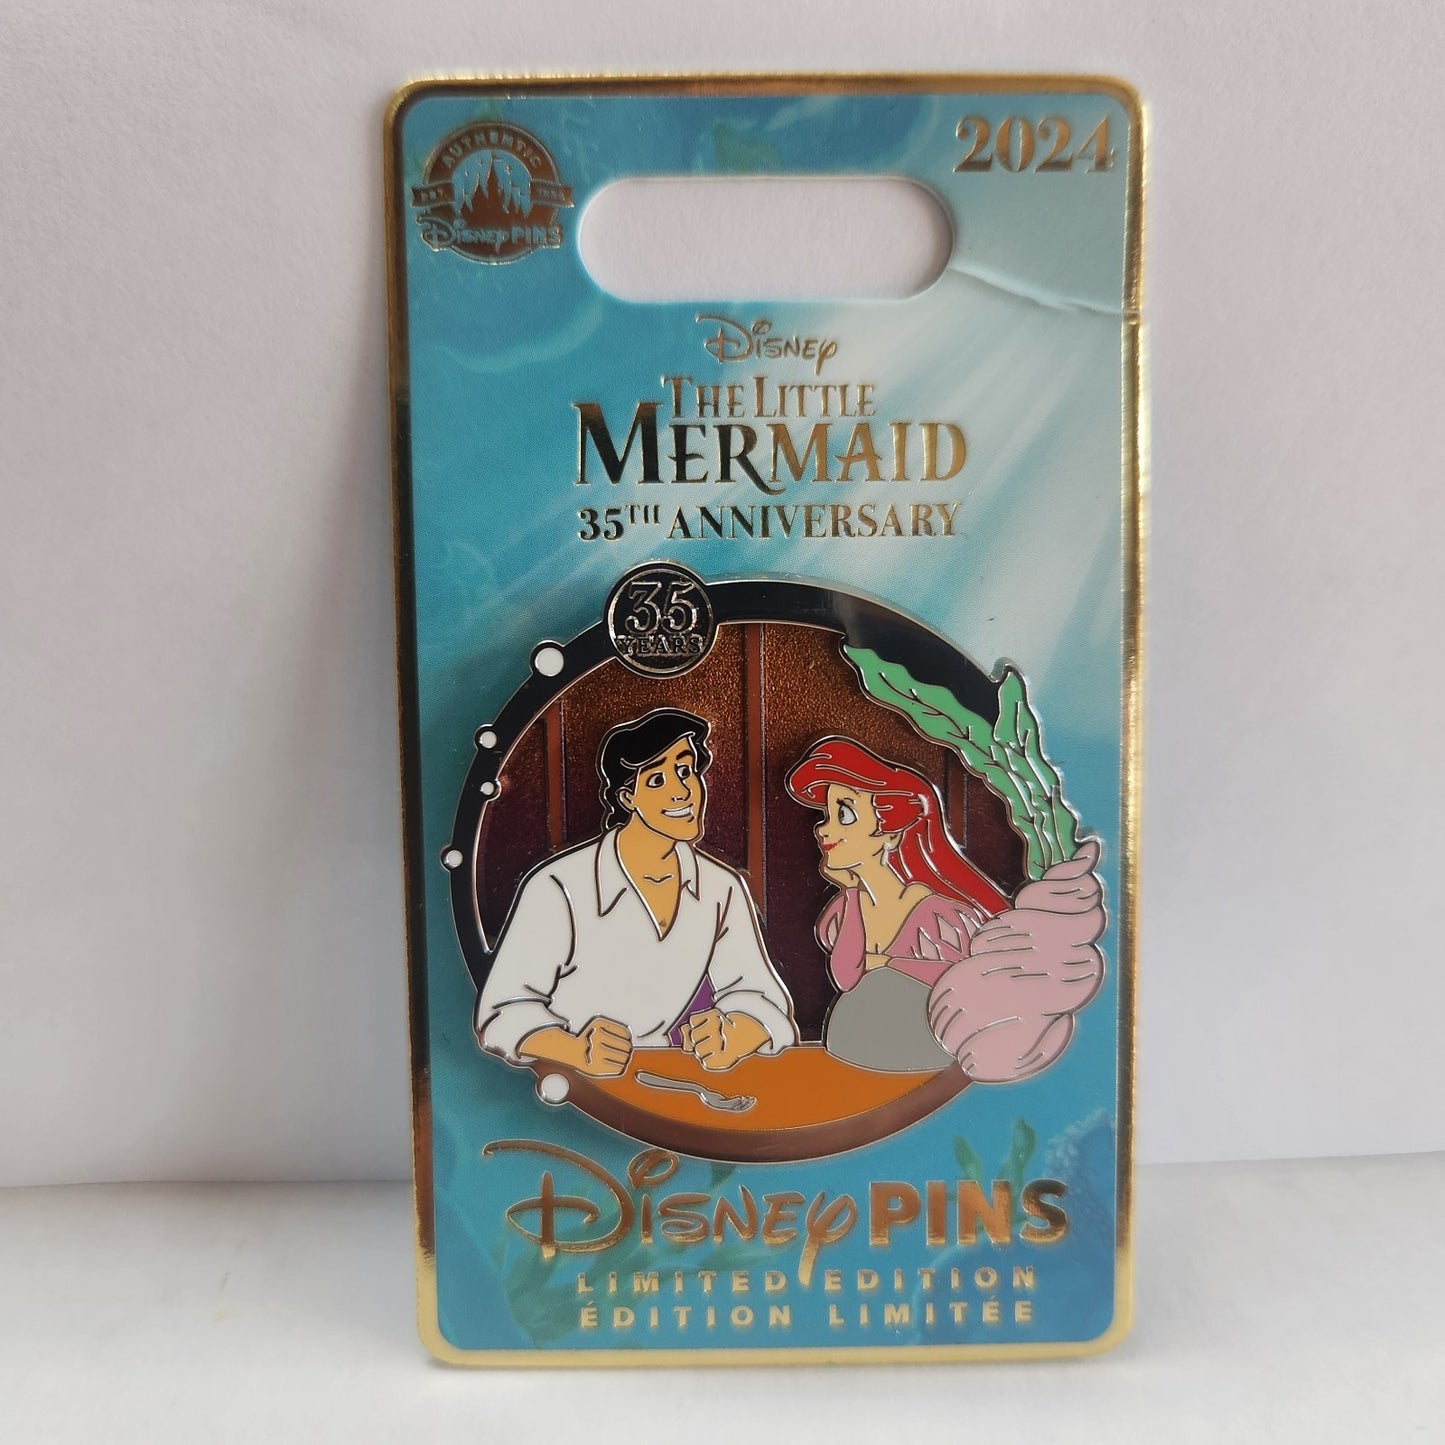 2024
AUTHENTIC
EST. 1955
DISNEY PINS
DISNEY
THE LITTLE
MERMAID
35TH ANNIVERSARY
35
YEARS
DISNEY PINS
LIMITED EDITION
ÉDITION LIMITÉE